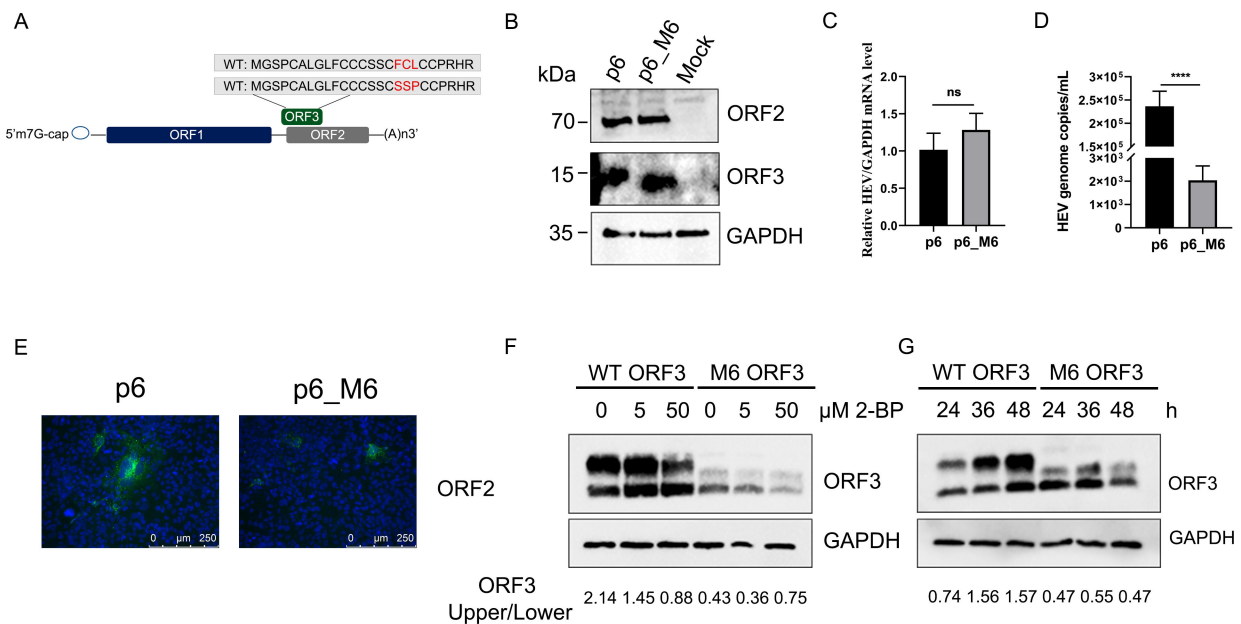 A
WT: MGSPCALGLFCCCSSCFCLCCPRHR
WT: MGSPCALGLFCCCSSCSSPCCPRHR
ORF3
5'm7G-cap
ORF1
ORF2
(A)n3'
B
kDa
p6
p6_M6
Mock
70
ORF2
15
ORF3
35
GAPDH
C
Relative HEV/GAPDH mRNA level
2.0
1.5
1.0
0.5
0.0
ns
p6
p6_M6
D
HEV genome copies/mL
3×10⁵
2×10⁵
2×10⁵
1×10⁵
2×10³
1×10³
0
****
p6
p6_M6
E
p6
p6_M6
0 µm 250
0 µm 250
ORF2
F
WT ORF3 M6 ORF3
0 5 50 0 5 50 µM 2-BP
ORF3
GAPDH
ORF3
Upper/Lower
2.14 1.45 0.88 0.43 0.36 0.75
G
WT ORF3 M6 ORF3
24 36 48 24 36 48 h
ORF3
GAPDH
0.74 1.56 1.57 0.47 0.55 0.47